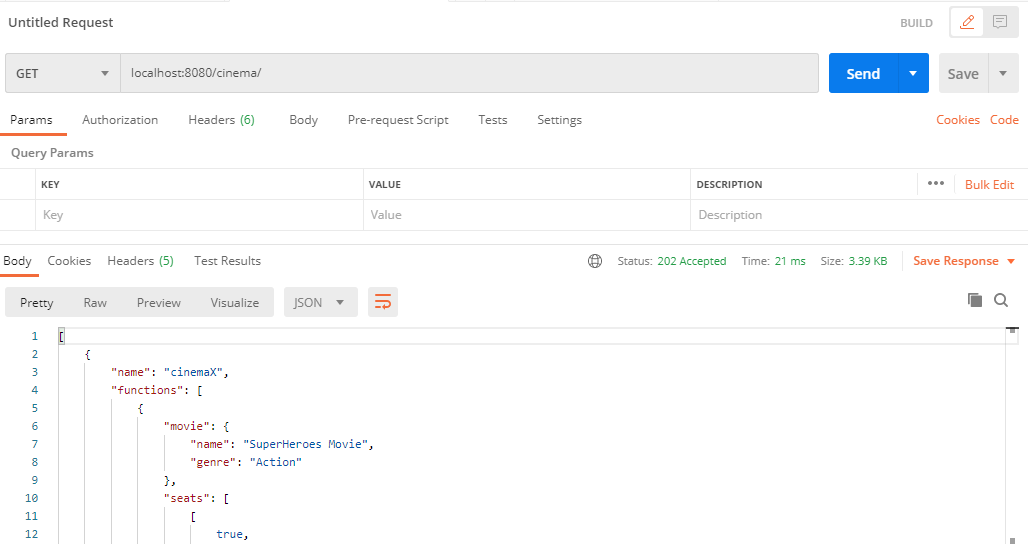 Untitled Request
BUILD
GET
localhost:8080/cinema/
Send
Save
Params Authorization Headers (6) Body Pre-request Script Tests Settings Cookies Code
Query Params
KEY VALUE DESCRIPTION ••• Bulk Edit
Key Value Description
Body Cookies Headers (5) Test Results Status: 202 Accepted Time: 21 ms Size: 3.39 KB Save Response
Pretty Raw Preview Visualize JSON
1 [
2 {
3 "name": "cinemaX",
4 "functions": [
5 {
6 "movie": {
7 "name": "SuperHeroes Movie",
8 "genre": "Action"
9 },
10 "seats": [
11 [
12 true,